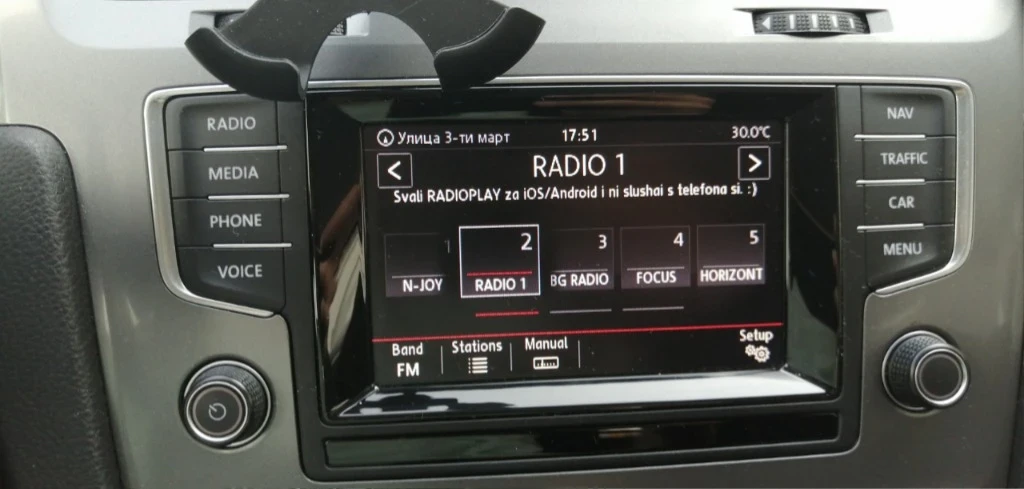 RADIO
MEDIA
PHONE
VOICE
Улица 3-ти март 17:51 30.0°C
< RADIO 1 >
Svali RADIOPLAY za iOS/Android i ni slushai s telefona si. :)
1 2 3 4 5
N-JOY RADIO 1 BG RADIO FOCUS HORIZONT
Band Stations Manual Setup
FM
NAV
TRAFFIC
CAR
MENU